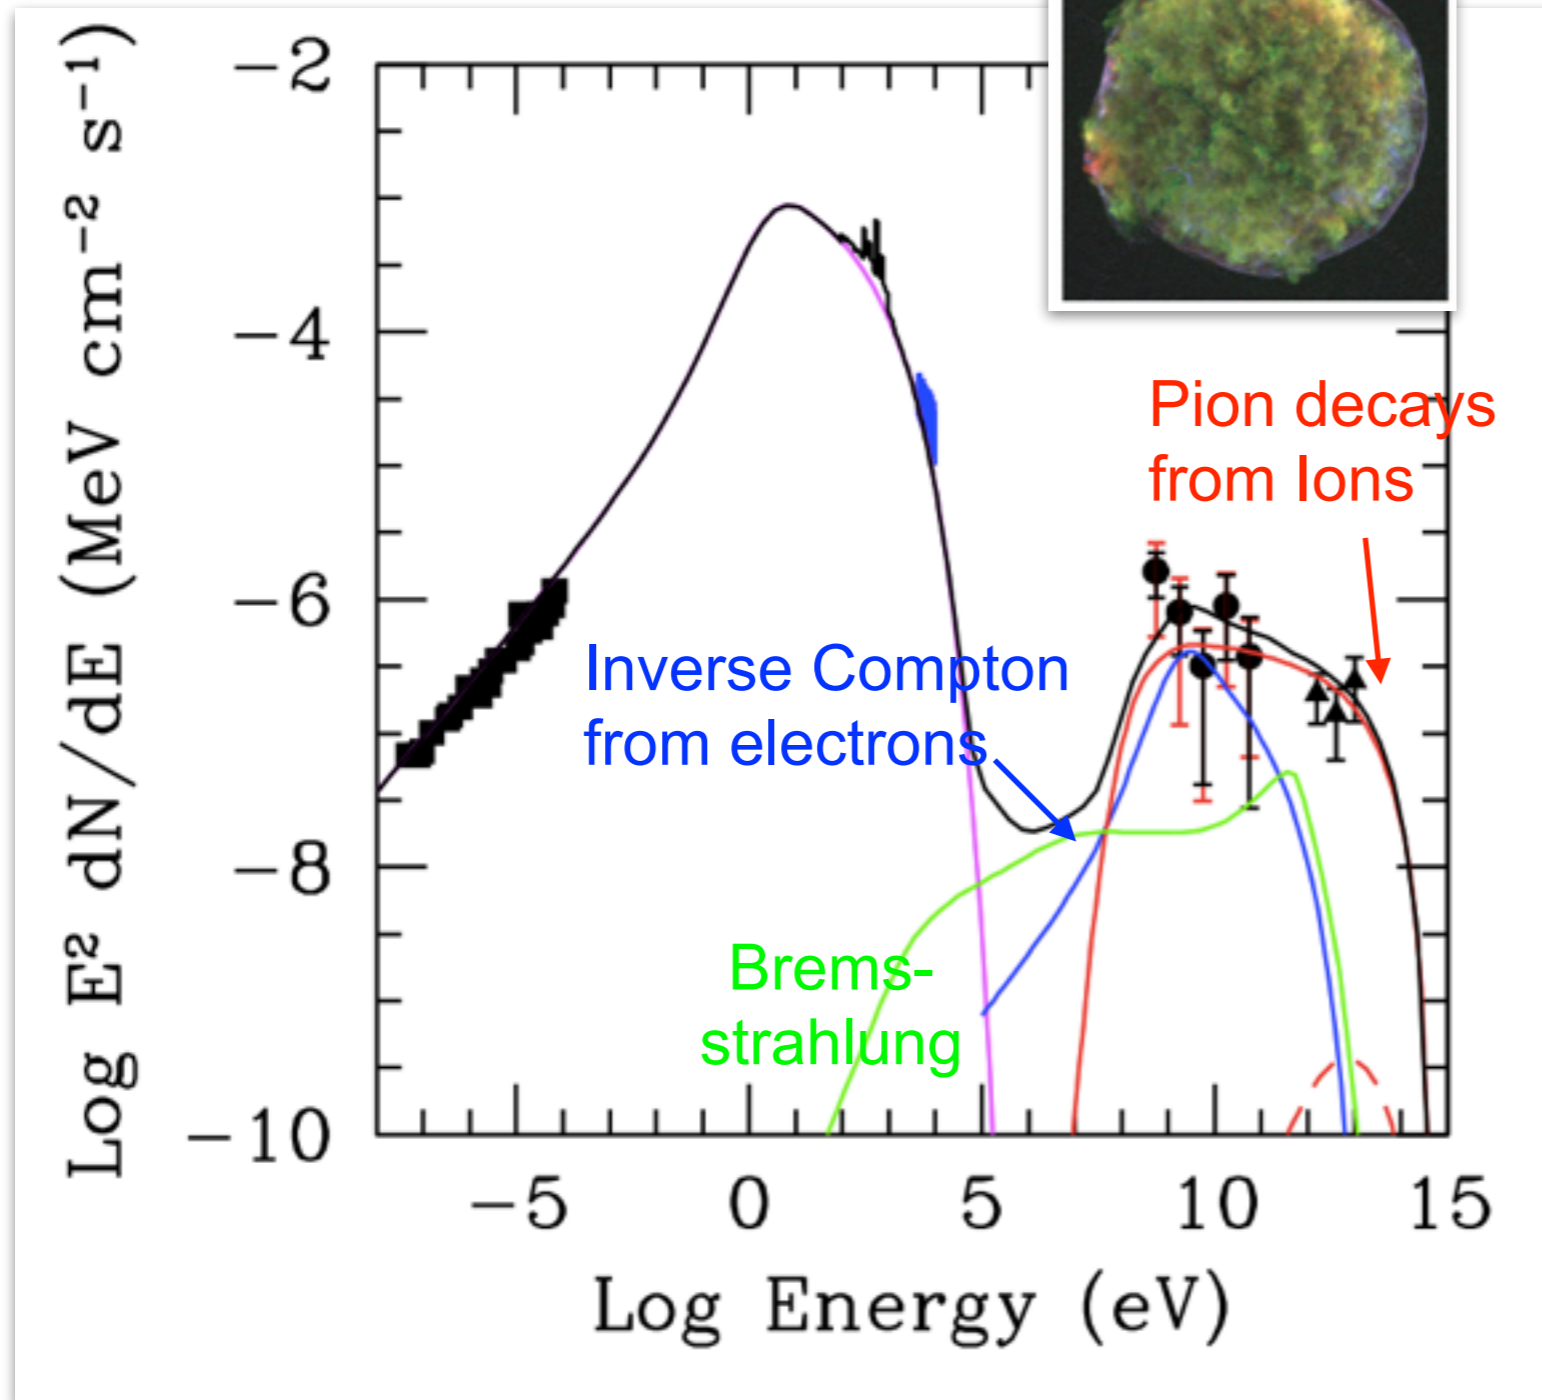 Log E² dN/dE (MeV cm⁻² s⁻¹)
−2
−4
−6
−8
−10
Pion decays
from Ions
Inverse Compton
from electrons
Brems-
strahlung
−5 0 5 10 15
Log Energy (eV)